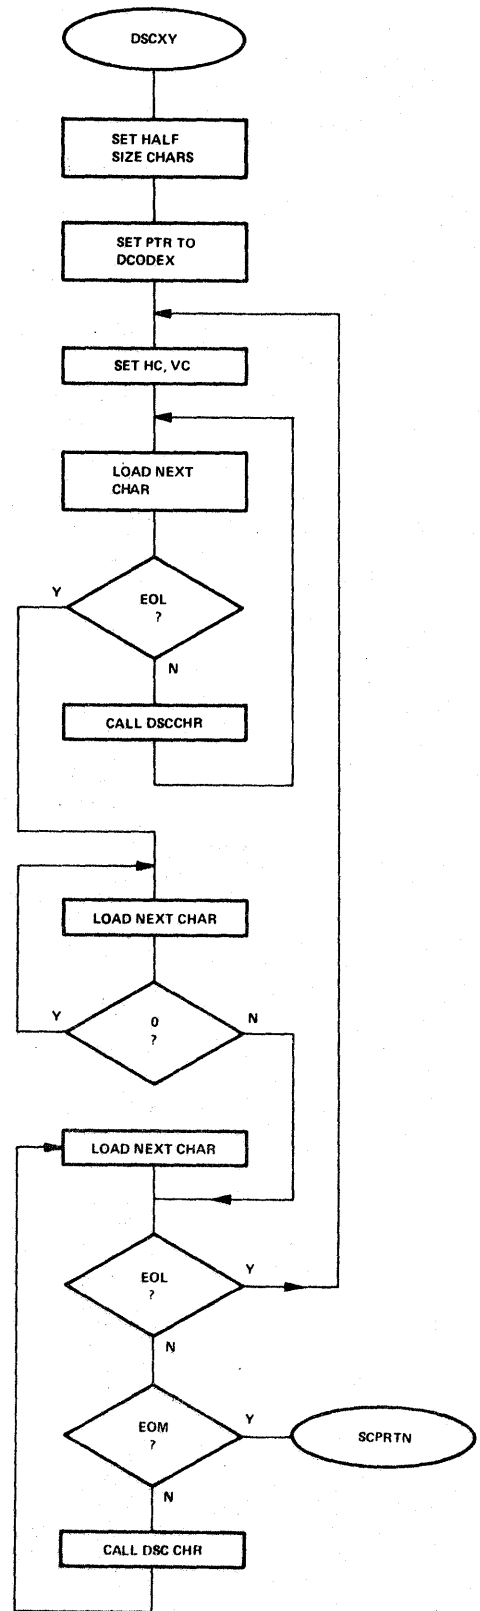 DSCXY
SET HALF
SIZE CHARS
SET PTR TO
DCODEX
SET HC, VC
LOAD NEXT
CHAR
Y
EOL
?
N
CALL DSCCHR
LOAD NEXT CHAR
Y
0
?
N
LOAD NEXT CHAR
EOL
?
Y
N
EOM
?
Y
SCPRTN
N
CALL DSC CHR